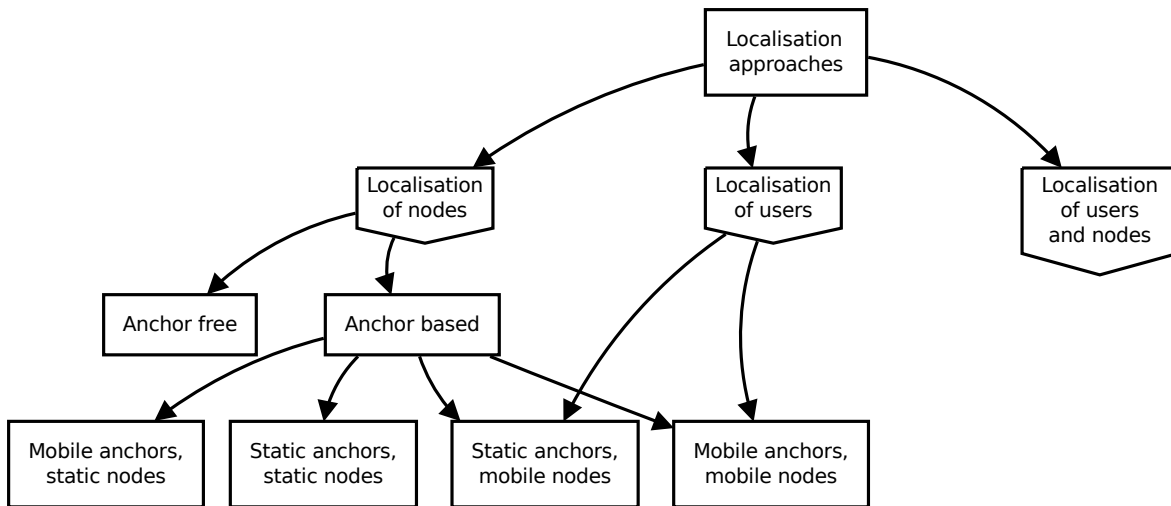 Localisation
approaches
Localisation
of nodes
Localisation
of users
Localisation
of users
and nodes
Anchor free
Anchor based
Mobile anchors,
static nodes
Static anchors,
static nodes
Static anchors,
mobile nodes
Mobile anchors,
mobile nodes